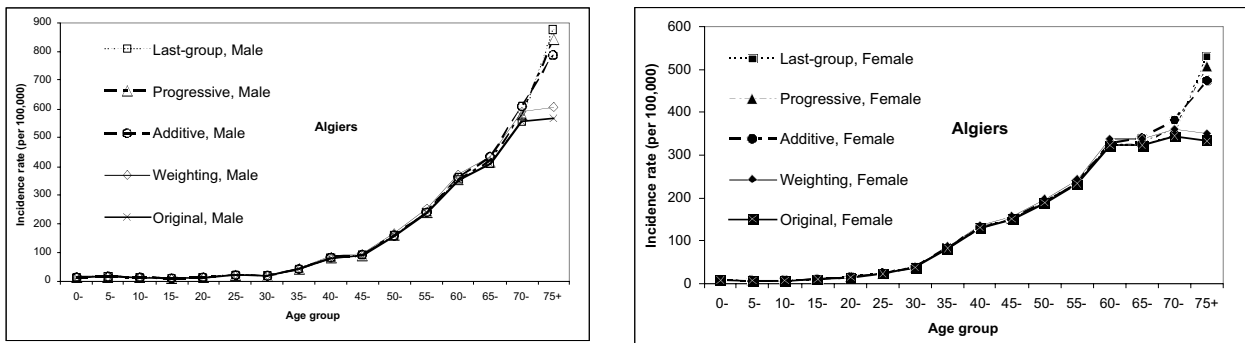 900
800
700
600
500
400
300
200
100
0
Incidence rate (per 100,000)
Last-group, Male
Progressive, Male
Additive, Male
Weighting, Male
Original, Male
Algiers
0- 5- 10- 15- 20- 25- 30- 35- 40- 45- 50- 55- 60- 65- 70- 75+
Age group
600
500
400
300
200
100
0
Incidence rate (per 100,000)
Last-group, Female
Progressive, Female
Additive, Female
Weighting, Female
Original, Female
Algiers
0- 5- 10- 15- 20- 25- 30- 35- 40- 45- 50- 55- 60- 65- 70- 75+
Age group